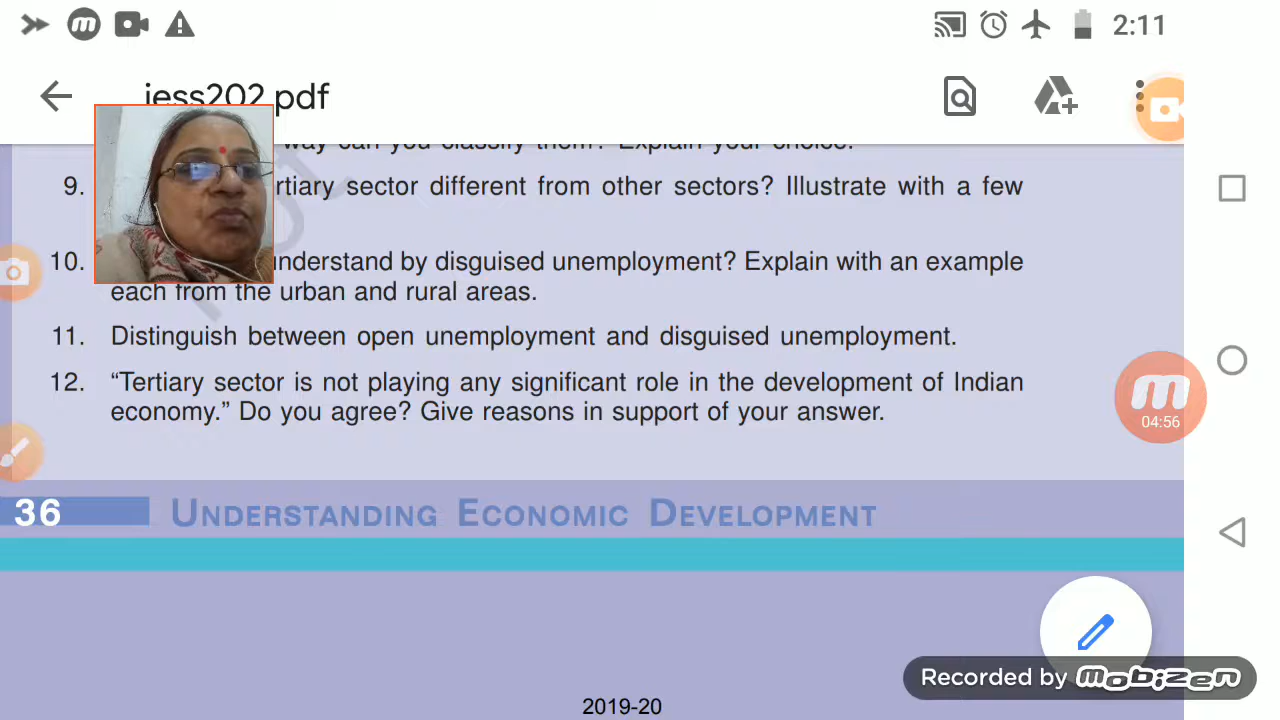 2:11
jess202.pdf
way can you classify them? Explain your choice.
9. rtiary sector different from other sectors? Illustrate with a few
10. understand by disguised unemployment? Explain with an example
each from the urban and rural areas.
11. Distinguish between open unemployment and disguised unemployment.
12. “Tertiary sector is not playing any significant role in the development of Indian
economy.” Do you agree? Give reasons in support of your answer.
04:56
36 UNDERSTANDING ECONOMIC DEVELOPMENT
Recorded by mobizen
2019-20